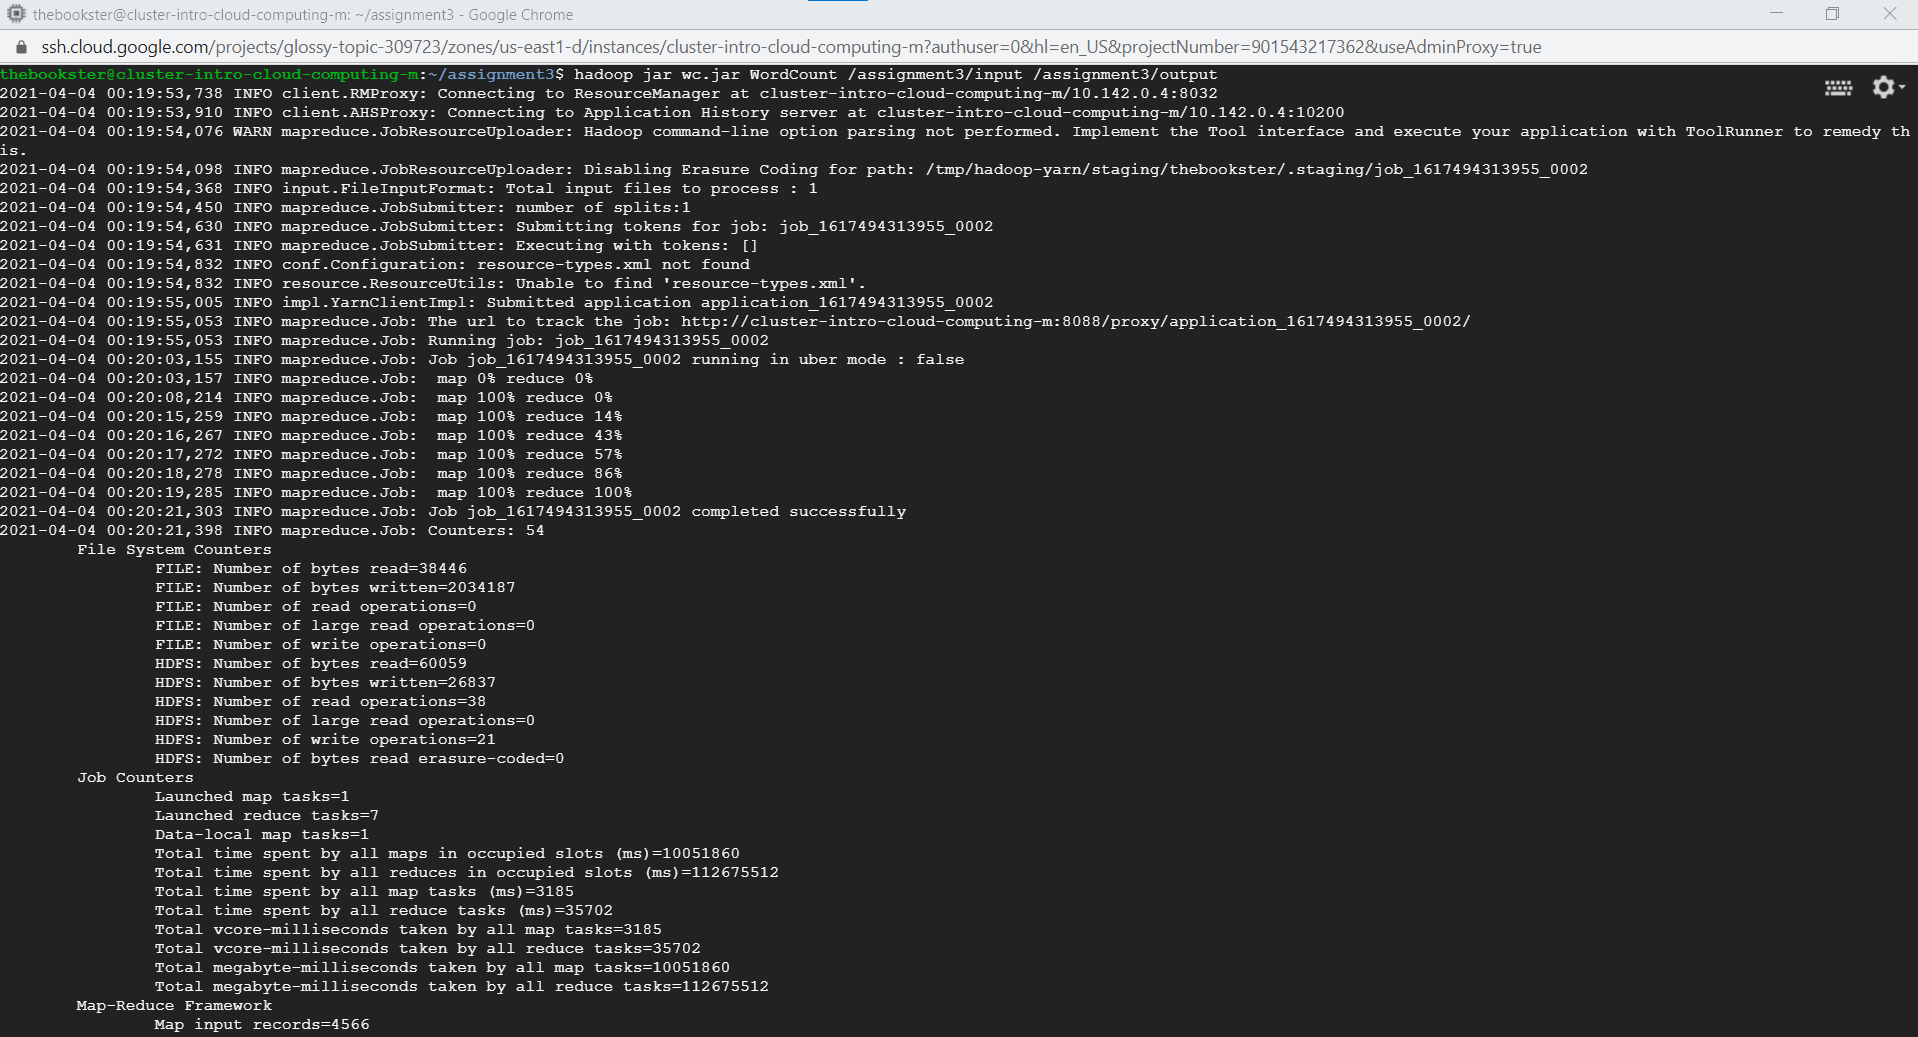 thebookster@cluster-intro-cloud-computing-m: ~/assignment3 - Google Chrome
ssh.cloud.google.com/projects/glossy-topic-309723/zones/us-east1-d/instances/cluster-intro-cloud-computing-m?authuser=0&hl=en_US&projectNumber=901543217362&useAdminProxy=true
thebookster@cluster-intro-cloud-computing-m:~/assignment3$ hadoop jar wc.jar WordCount /assignment3/input /assignment3/output
2021-04-04 00:19:53,738 INFO client.RMProxy: Connecting to ResourceManager at cluster-intro-cloud-computing-m/10.142.0.4:8032
2021-04-04 00:19:53,910 INFO client.AHSProxy: Connecting to Application History server at cluster-intro-cloud-computing-m/10.142.0.4:10200
2021-04-04 00:19:54,076 WARN mapreduce.JobResourceUploader: Hadoop command-line option parsing not performed. Implement the Tool interface and execute your application with ToolRunner to remedy th
is.
2021-04-04 00:19:54,098 INFO mapreduce.JobResourceUploader: Disabling Erasure Coding for path: /tmp/hadoop-yarn/staging/thebookster/.staging/job_1617494313955_0002
2021-04-04 00:19:54,368 INFO input.FileInputFormat: Total input files to process : 1
2021-04-04 00:19:54,450 INFO mapreduce.JobSubmitter: number of splits:1
2021-04-04 00:19:54,630 INFO mapreduce.JobSubmitter: Submitting tokens for job: job_1617494313955_0002
2021-04-04 00:19:54,631 INFO mapreduce.JobSubmitter: Executing with tokens: []
2021-04-04 00:19:54,832 INFO conf.Configuration: resource-types.xml not found
2021-04-04 00:19:54,832 INFO resource.ResourceUtils: Unable to find 'resource-types.xml'.
2021-04-04 00:19:55,005 INFO impl.YarnClientImpl: Submitted application application_1617494313955_0002
2021-04-04 00:19:55,053 INFO mapreduce.Job: The url to track the job: http://cluster-intro-cloud-computing-m:8088/proxy/application_1617494313955_0002/
2021-04-04 00:19:55,053 INFO mapreduce.Job: Running job: job_1617494313955_0002
2021-04-04 00:20:03,155 INFO mapreduce.Job: Job job_1617494313955_0002 running in uber mode : false
2021-04-04 00:20:03,157 INFO mapreduce.Job:  map 0% reduce 0%
2021-04-04 00:20:08,214 INFO mapreduce.Job:  map 100% reduce 0%
2021-04-04 00:20:15,259 INFO mapreduce.Job:  map 100% reduce 14%
2021-04-04 00:20:16,267 INFO mapreduce.Job:  map 100% reduce 43%
2021-04-04 00:20:17,272 INFO mapreduce.Job:  map 100% reduce 57%
2021-04-04 00:20:18,278 INFO mapreduce.Job:  map 100% reduce 86%
2021-04-04 00:20:19,285 INFO mapreduce.Job:  map 100% reduce 100%
2021-04-04 00:20:21,303 INFO mapreduce.Job: Job job_1617494313955_0002 completed successfully
2021-04-04 00:20:21,398 INFO mapreduce.Job: Counters: 54
File System Counters
FILE: Number of bytes read=38446
FILE: Number of bytes written=2034187
FILE: Number of read operations=0
FILE: Number of large read operations=0
FILE: Number of write operations=0
HDFS: Number of bytes read=60059
HDFS: Number of bytes written=26837
HDFS: Number of read operations=38
HDFS: Number of large read operations=0
HDFS: Number of write operations=21
HDFS: Number of bytes read erasure-coded=0
Job Counters
Launched map tasks=1
Launched reduce tasks=7
Data-local map tasks=1
Total time spent by all maps in occupied slots (ms)=10051860
Total time spent by all reduces in occupied slots (ms)=112675512
Total time spent by all map tasks (ms)=3185
Total time spent by all reduce tasks (ms)=35702
Total vcore-milliseconds taken by all map tasks=3185
Total vcore-milliseconds taken by all reduce tasks=35702
Total megabyte-milliseconds taken by all map tasks=10051860
Total megabyte-milliseconds taken by all reduce tasks=112675512
Map-Reduce Framework
Map input records=4566